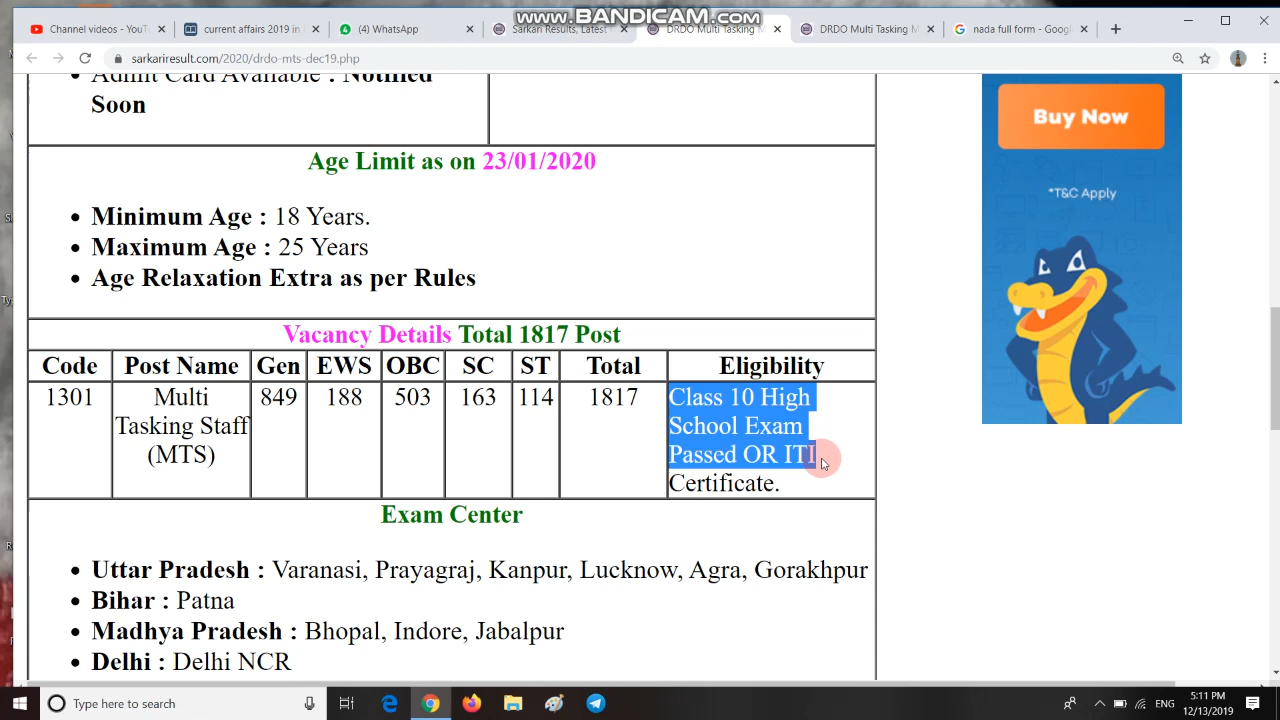 www.BANDICAM.com
Channel videos - YouT
current affaire 2019 in
(4) WhatsApp
Sarkari Results, Latest
DRDO Multi Tasking M
DRDO Multi Tasking M
nada full form - Googl
sarkariresult.com/2020/drdo-mts-dec19.php
Admit Card Available : Notified
Soon
Buy Now
*T&C Apply
Age Limit as on 23/01/2020
Minimum Age : 18 Years.
Maximum Age : 25 Years
Age Relaxation Extra as per Rules
Vacancy Details Total 1817 Post
Code Post Name Gen EWS OBC SC ST Total Eligibility
1301 Multi 849 188 503 163 114 1817 Class 10 High
Tasking Staff School Exam
(MTS) Passed OR ITI
Certificate.
Exam Center
Uttar Pradesh : Varanasi, Prayagraj, Kanpur, Lucknow, Agra, Gorakhpur
Bihar : Patna
Madhya Pradesh : Bhopal, Indore, Jabalpur
Delhi : Delhi NCR
Type here to search
ENG
5:11 PM
12/13/2019